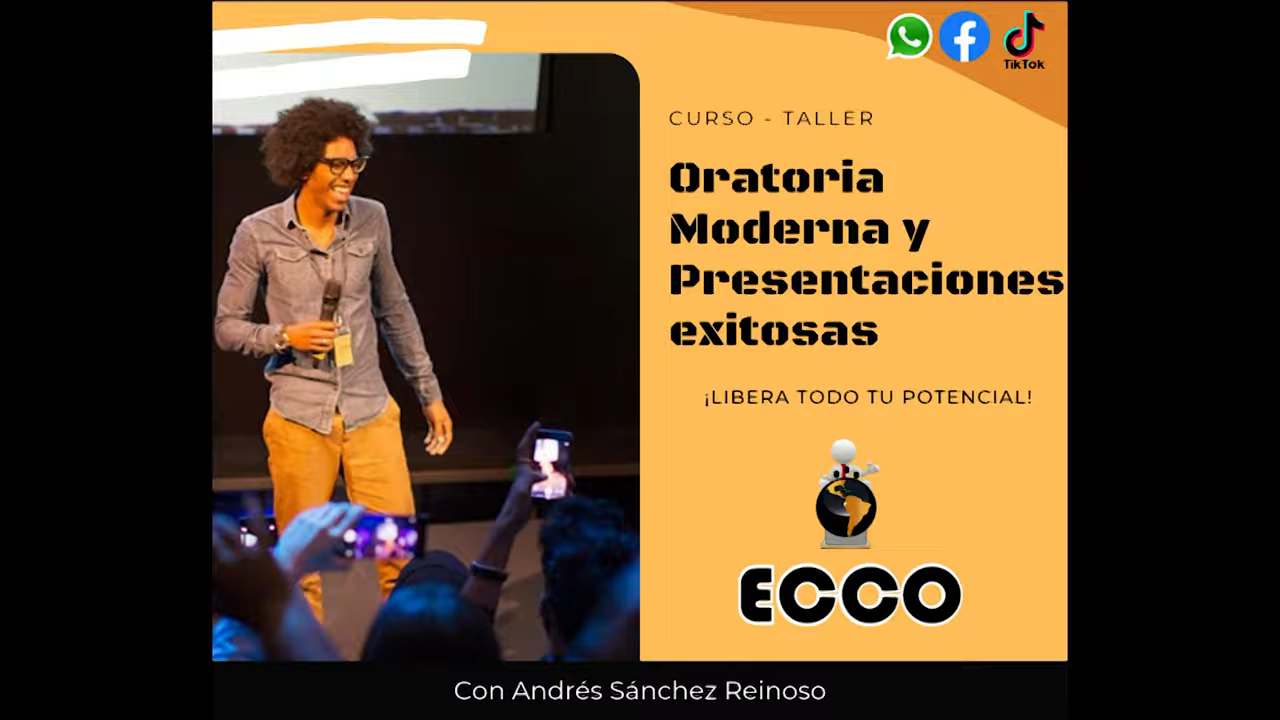 TikTok
CURSO - TALLER
Oratoria
Moderna y
Presentaciones
exitosas
¡LIBERA TODO TU POTENCIAL!
ECCO
Con Andrés Sánchez Reinoso